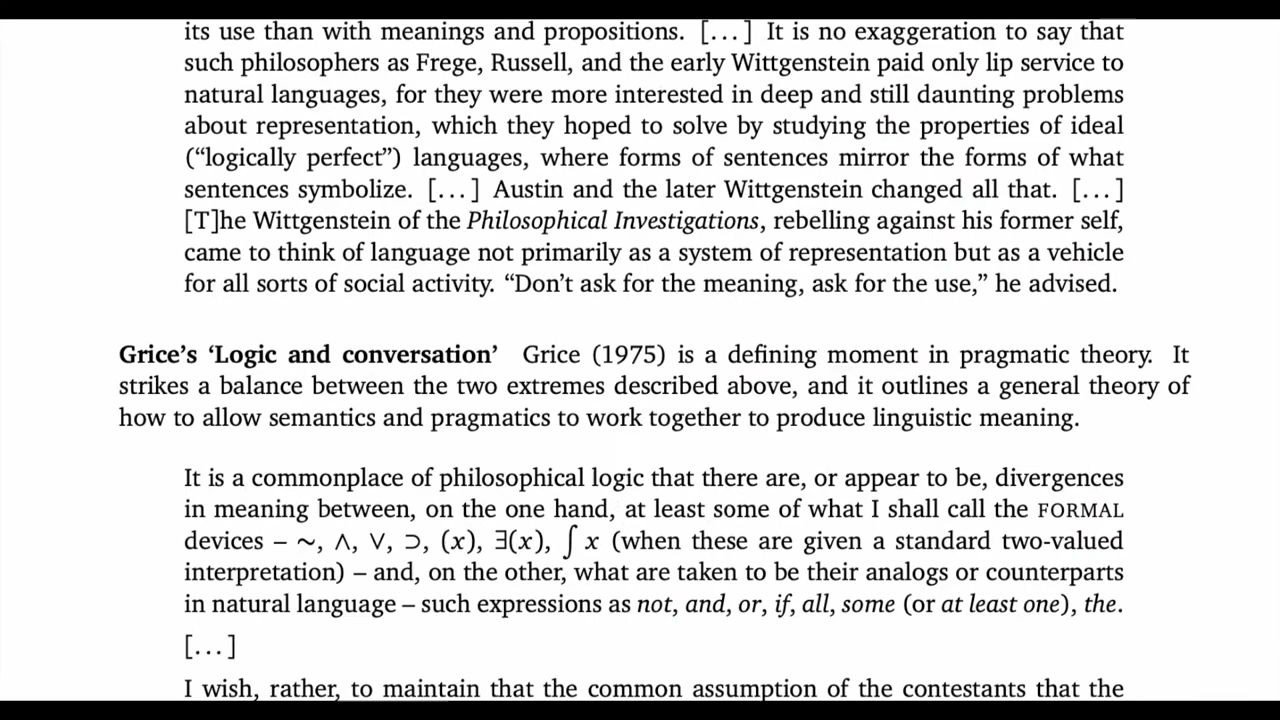 its use than with meanings and propositions. […] It is no exaggeration to say that
such philosophers as Frege, Russell, and the early Wittgenstein paid only lip service to
natural languages, for they were more interested in deep and still daunting problems
about representation, which they hoped to solve by studying the properties of ideal
(“logically perfect”) languages, where forms of sentences mirror the forms of what
sentences symbolize. […] Austin and the later Wittgenstein changed all that. […]
[T]he Wittgenstein of the Philosophical Investigations, rebelling against his former self,
came to think of language not primarily as a system of representation but as a vehicle
for all sorts of social activity. “Don’t ask for the meaning, ask for the use,” he advised.
Grice’s ‘Logic and conversation’ Grice (1975) is a defining moment in pragmatic theory. It
strikes a balance between the two extremes described above, and it outlines a general theory of
how to allow semantics and pragmatics to work together to produce linguistic meaning.
It is a commonplace of philosophical logic that there are, or appear to be, divergences
in meaning between, on the one hand, at least some of what I shall call the FORMAL
devices – ∼, ∧, ∨, ⊃, (x), ∃(x), ∫ x (when these are given a standard two-valued
interpretation) – and, on the other, what are taken to be their analogs or counterparts
in natural language – such expressions as not, and, or, if, all, some (or at least one), the.
[…]
I wish, rather, to maintain that the common assumption of the contestants that the